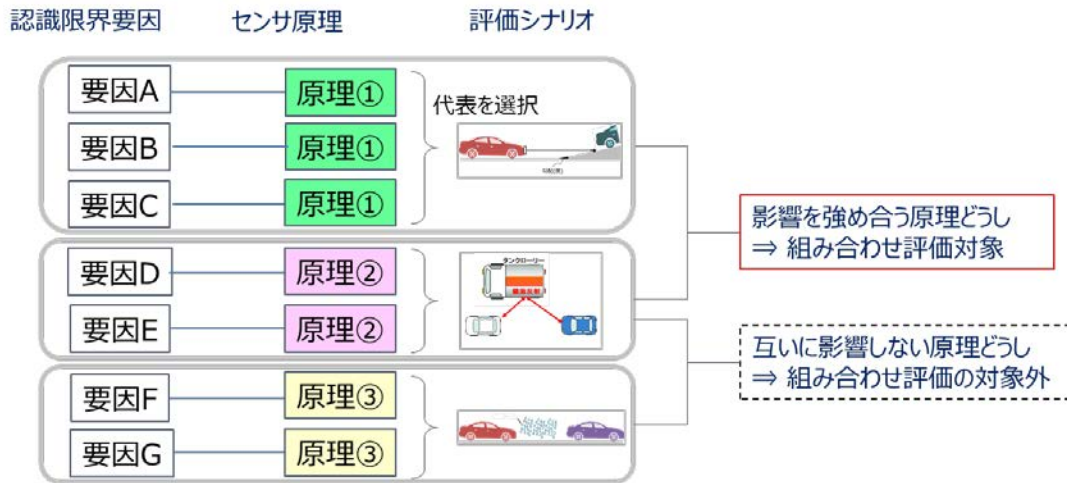 認識限界要因
センサ原理
評価シナリオ
要因A
原理①
要因B
原理①
要因C
原理①
代表を選択
要因D
原理②
要因E
原理②
タンクローリー
要因F
原理③
要因G
原理③
影響を強め合う原理どうし
⇒ 組み合わせ評価対象
互いに影響しない原理どうし
⇒ 組み合わせ評価の対象外